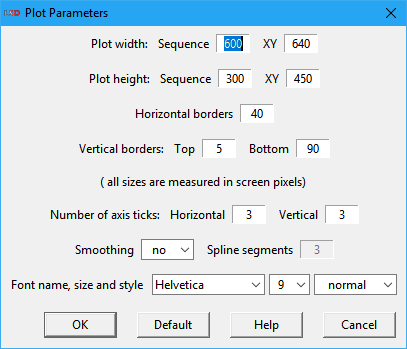 Plot Parameters
Plot width: Sequence 600 XY 640
Plot height: Sequence 300 XY 450
Horizontal borders 40
Vertical borders: Top 5 Bottom 90
( all sizes are measured in screen pixels)
Number of axis ticks: Horizontal 3 Vertical 3
Smoothing no Spline segments 3
Font name, size and style Helvetica 9 normal
OK Default Help Cancel